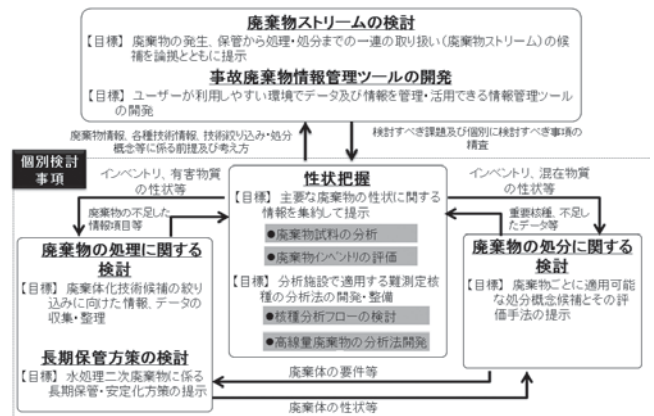 廃棄物ストリームの検討
【目標】 廃棄物の発生、保管から処理・処分までの一連の取り扱い(廃棄物ストリーム)の候
補を論拠とともに提示
事故廃棄物情報管理ツールの開発
【目標】 ユーザーが利用しやすい環境でデータ及び情報を管理・活用できる情報管理ツール
の開発
廃棄物情報、各種技術情報、技術絞り込み・処分
概念等に係る前提及び考え方
検討すべき課題及び個別に検討すべき事項の
精査
個別検討
事項
インベントリ、有害物質
の性状等
廃棄物の不足した
情報項目等
性状把握
【目標】 主要な廃棄物の性状に関する
情報を集約して提示
●廃棄物試料の分析
●廃棄物インベントリの評価
【目標】 分析施設で適用する難測定核
種の分析法の開発・整備
●核種分析フローの検討
●高線量廃棄物の分析法開発
インベントリ、混在物質
の性状等
重要核種、不足し
たデータ等
廃棄物の処理に関する
検討
【目標】 廃棄体化技術候補の絞り
込みに向けた情報、データの
収集・整理
長期保管方策の検討
【目標】 水処理二次廃棄物に係る
長期保管・安定化方策の提示
廃棄物の処分に関する
検討
【目標】 廃棄物ごとに適用可能
な処分概念候補とその評
価手法の提示
廃棄体の要件等
廃棄体の性状等